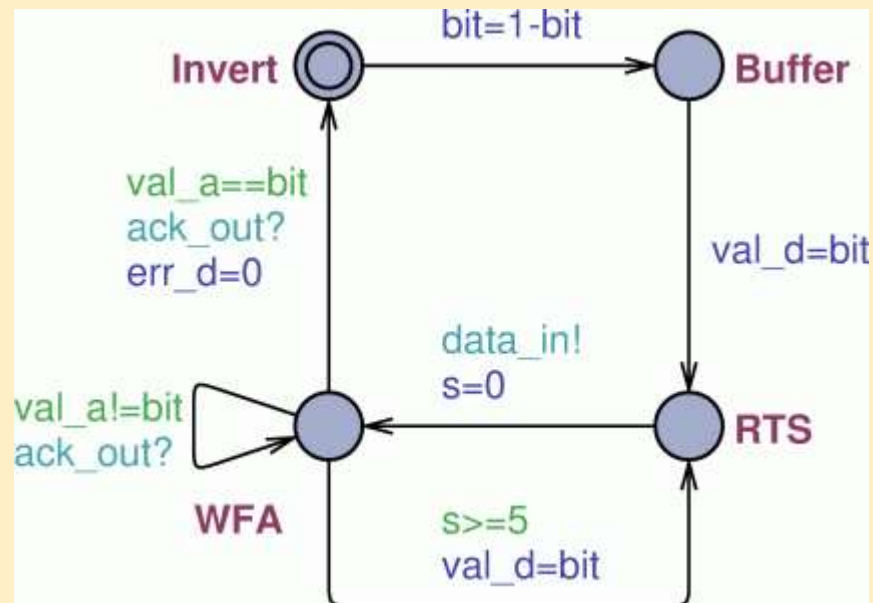 bit=1-bit
Invert
Buffer
val_a==bit
ack_out?
err_d=0
val_d=bit
data_in!
s=0
val_a!=bit
ack_out?
RTS
WFA
s>=5
val_d=bit